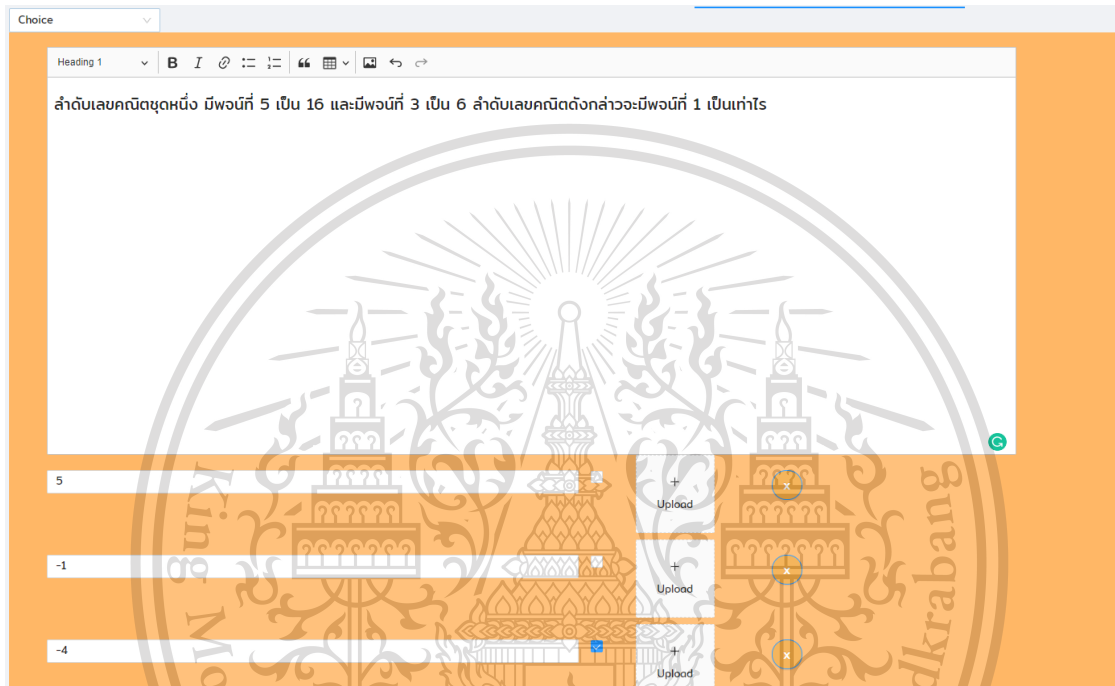 Choice
Heading 1
ลำดับเลขคณิตชุดหนึ่ง มีพจน์ที่ 5 เป็น 16 และมีพจน์ที่ 3 เป็น 6 ลำดับเลขคณิตดังกล่าวจะมีพจน์ที่ 1 เป็นเท่าไร
5
+
Upload
x
-1
+
Upload
x
-4
+
Upload
x
King Mo
dkrabang